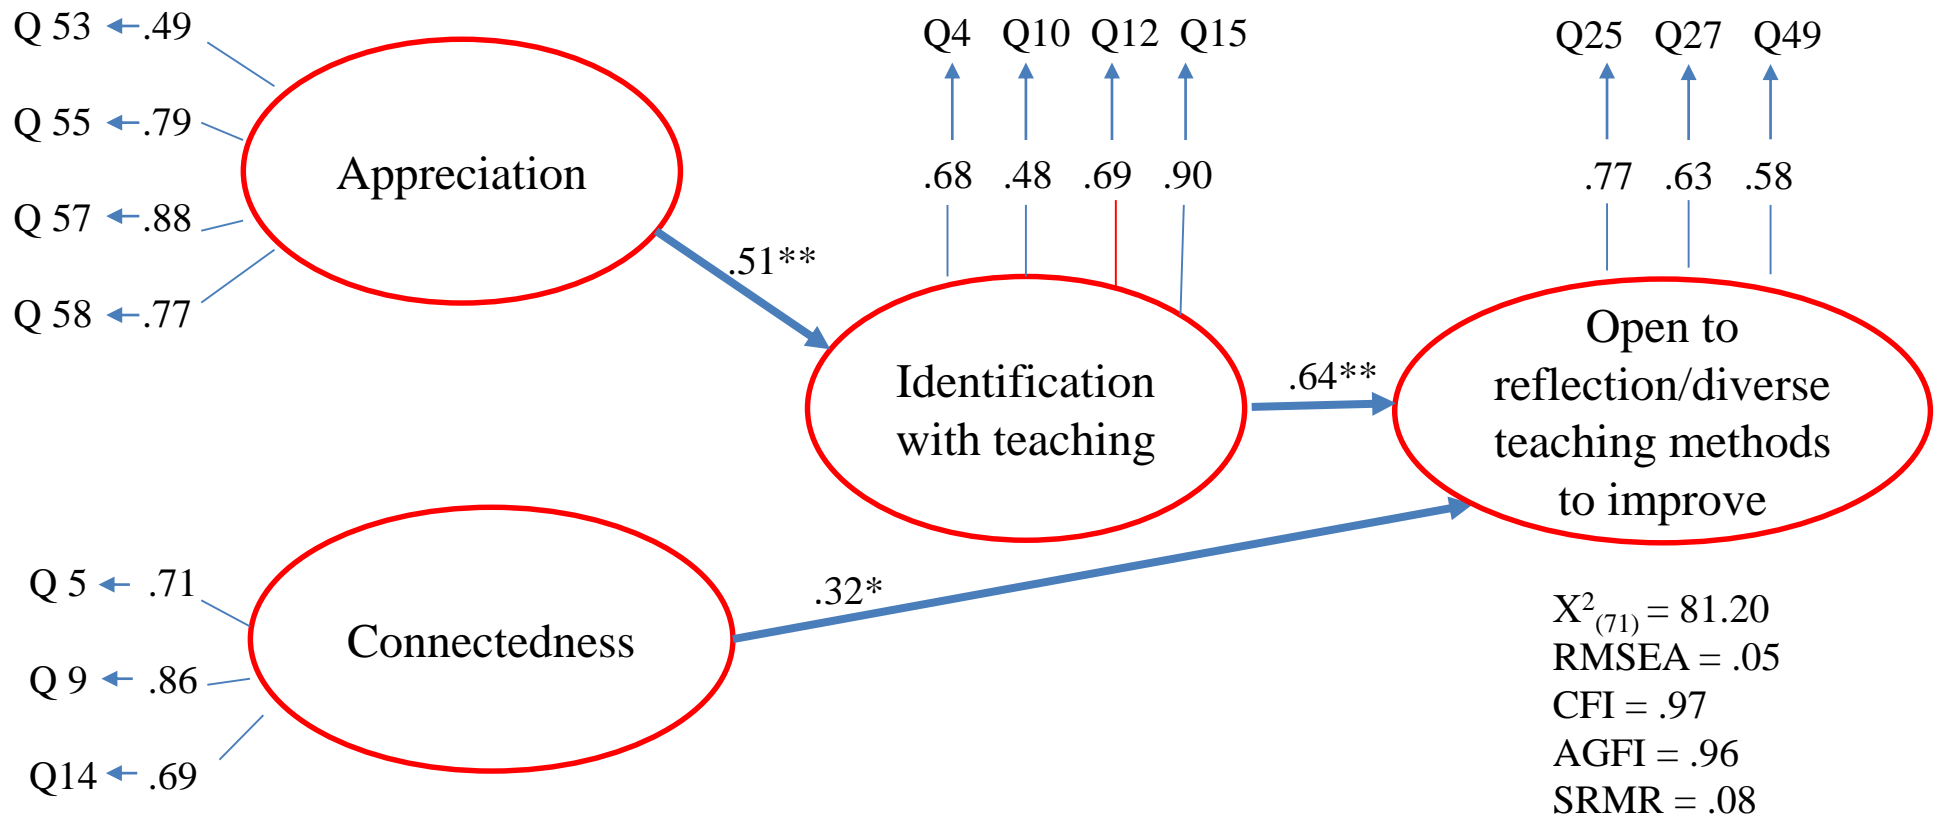 Q 53 .49
Q 55 .79
Q 57 .88
Q 58 .77
Appreciation
Q4 Q10 Q12 Q15
.68 .48 .69 .90
Q25 Q27 Q49
.77 .63 .58
.51**
Identification
with teaching
.64**
Open to
reflection/diverse
teaching methods
to improve
Q 5 .71
Q 9 .86
Q14 .69
Connectedness
.32*
X²₍₇₁₎ = 81.20
RMSEA = .05
CFI = .97
AGFI = .96
SRMR = .08